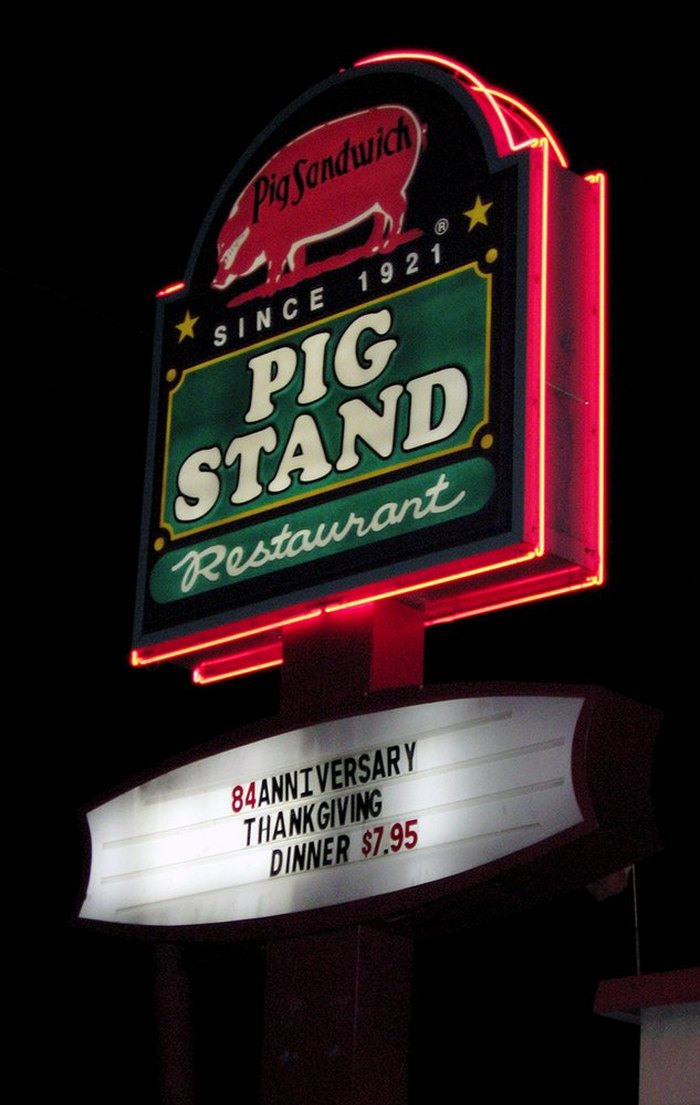 Pig Sandwich
®
SINCE 1921
PIG
STAND
Restaurant
84ANNIVERSARY
THANKGIVING
DINNER $7.95